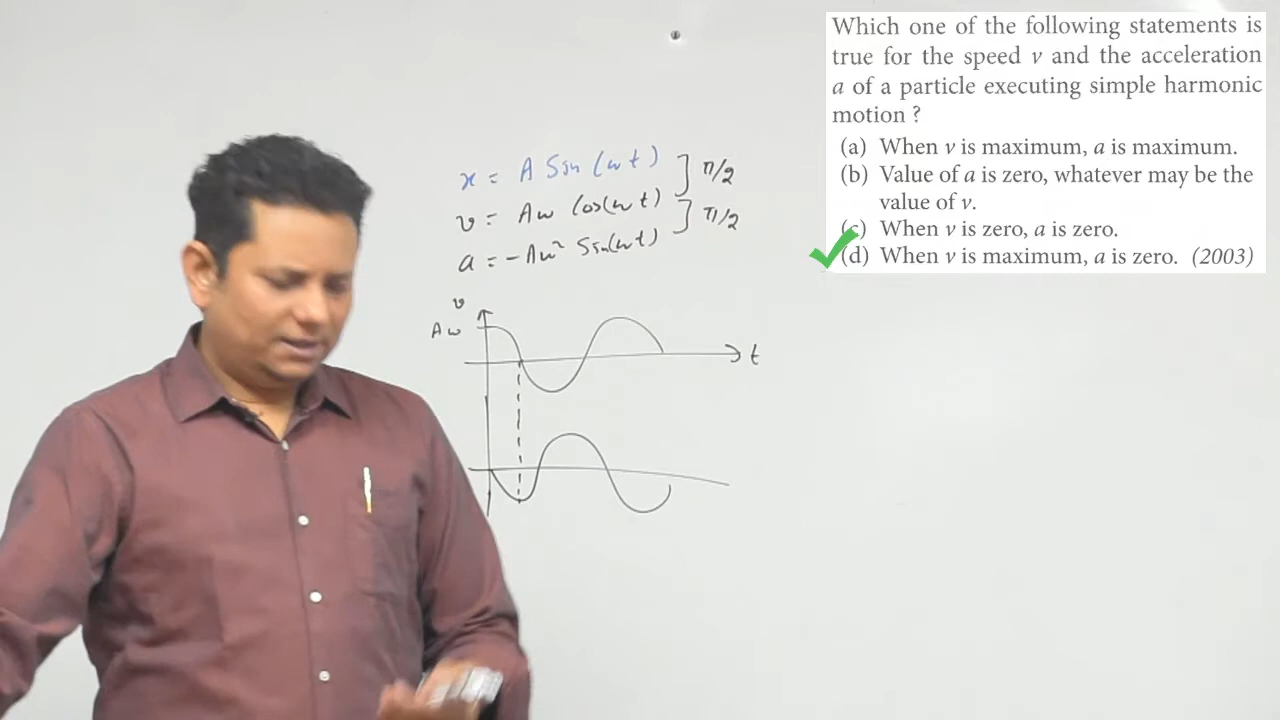 Which one of the following statements is
true for the speed v and the acceleration
a of a particle executing simple harmonic
motion ?
(a) When v is maximum, a is maximum.
(b) Value of a is zero, whatever may be the
value of v.
(c) When v is zero, a is zero.
(d) When v is maximum, a is zero. (2003)
x = A Sin (ωt) ] π/2
v = Aω Cos(ωt) ] π/2
a = -Aω² Sin(ωt)
v
Aω
t